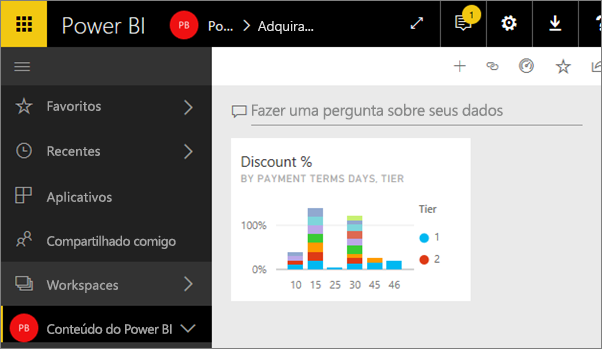 Power BI
PB
Po...
Adquira...
1
Favoritos
Recentes
Aplicativos
Compartilhado comigo
Workspaces
PB
Conteúdo do Power BI
Fazer uma pergunta sobre seus dados
Discount %
BY PAYMENT TERMS DAYS, TIER
100%
0%
10 15 25 30 45 46
Tier
1
2